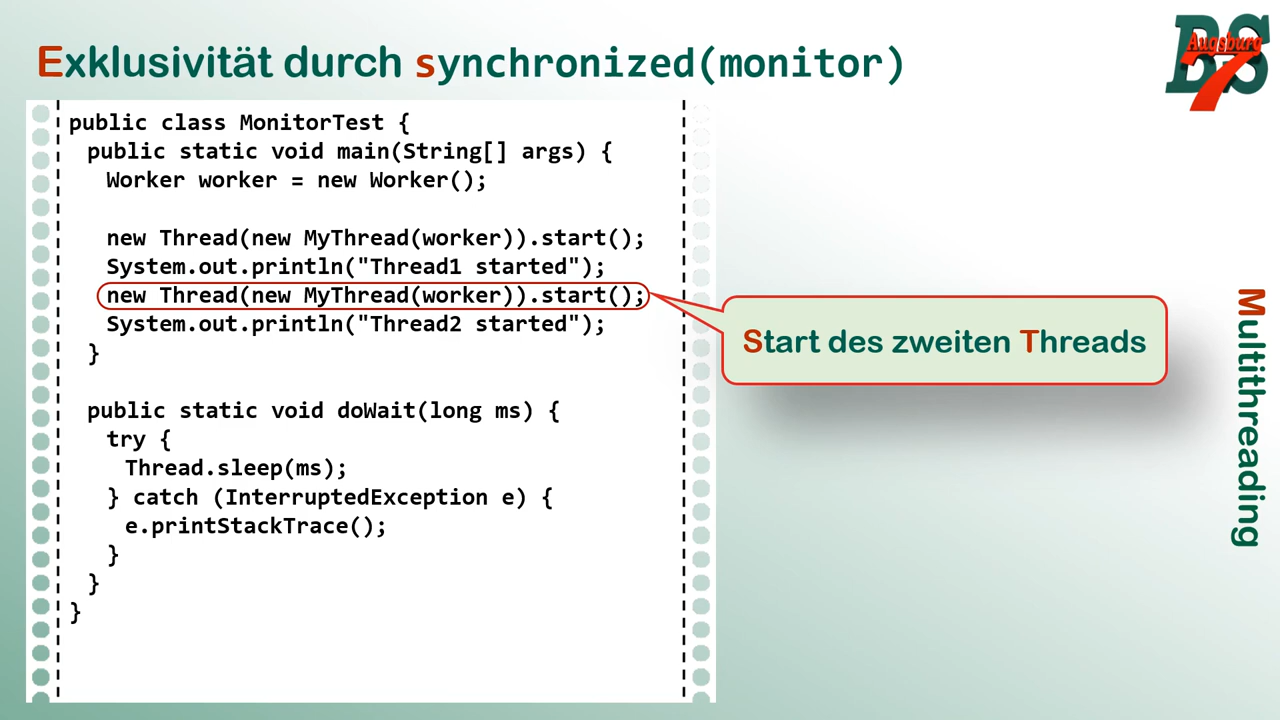 Exklusivität durch synchronized(monitor)
BS
Augsburg
7
public class MonitorTest {
public static void main(String[] args) {
Worker worker = new Worker();
new Thread(new MyThread(worker)).start();
System.out.println("Thread1 started");
new Thread(new MyThread(worker)).start();
System.out.println("Thread2 started");
}
public static void doWait(long ms) {
try {
Thread.sleep(ms);
} catch (InterruptedException e) {
e.printStackTrace();
}
}
}
Start des zweiten Threads
Multithreading